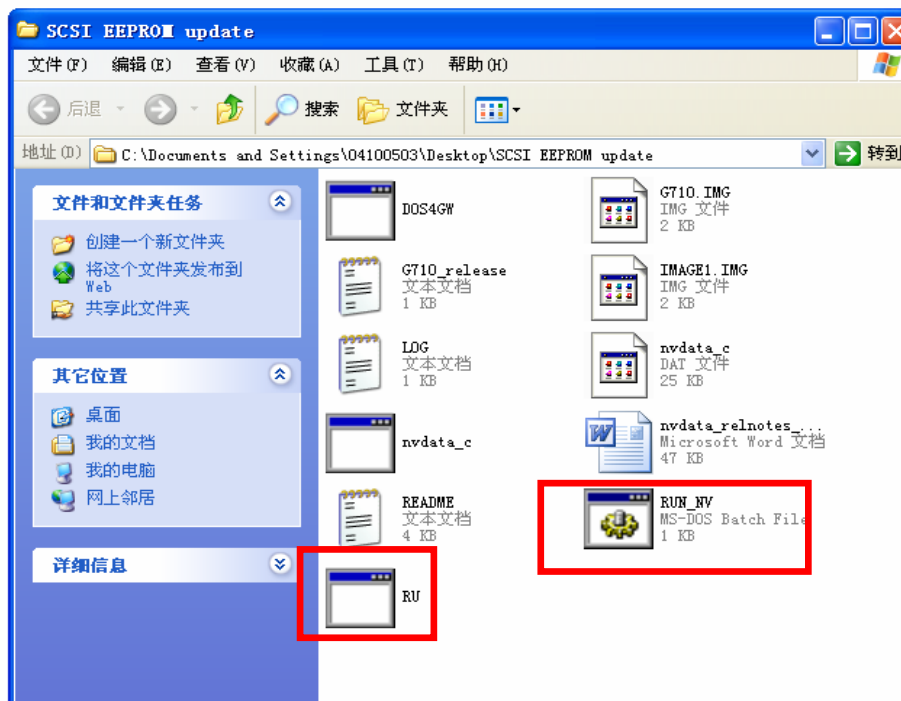 SCSI EEPROM update
文件(F) 编辑(E) 查看(V) 收藏(A) 工具(T) 帮助(H)
后退 搜索 文件夹
地址(D) C:\Documents and Settings\04100503\Desktop\SCSI EEPROM update 转到
文件和文件夹任务
创建一个新文件夹
将这个文件夹发布到
Web
共享此文件夹
其它位置
桌面
我的文档
我的电脑
网上邻居
详细信息
DOS4GW
G710.IMG
IMG 文件
2 KB
G710_release
文本文档
1 KB
IMAGE1.IMG
IMG 文件
2 KB
LOG
文本文档
1 KB
nvdata_c
DAT 文件
25 KB
nvdata_c
nvdata_relnotes_...
Microsoft Word 文档
47 KB
README
文本文档
4 KB
RUN_NV
MS-DOS Batch File
1 KB
RU